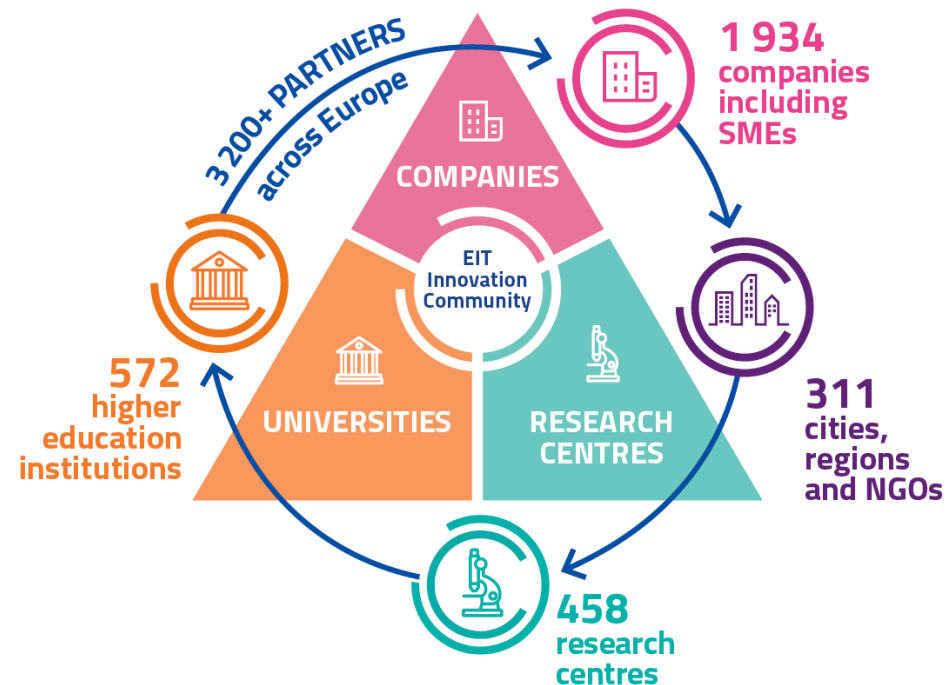 3 200+ PARTNERS
across Europe
1 934
companies
including
SMEs
COMPANIES
EIT
Innovation
Community
572
higher
education
institutions
UNIVERSITIES
RESEARCH
CENTRES
311
cities,
regions
and NGOs
458
research
centres